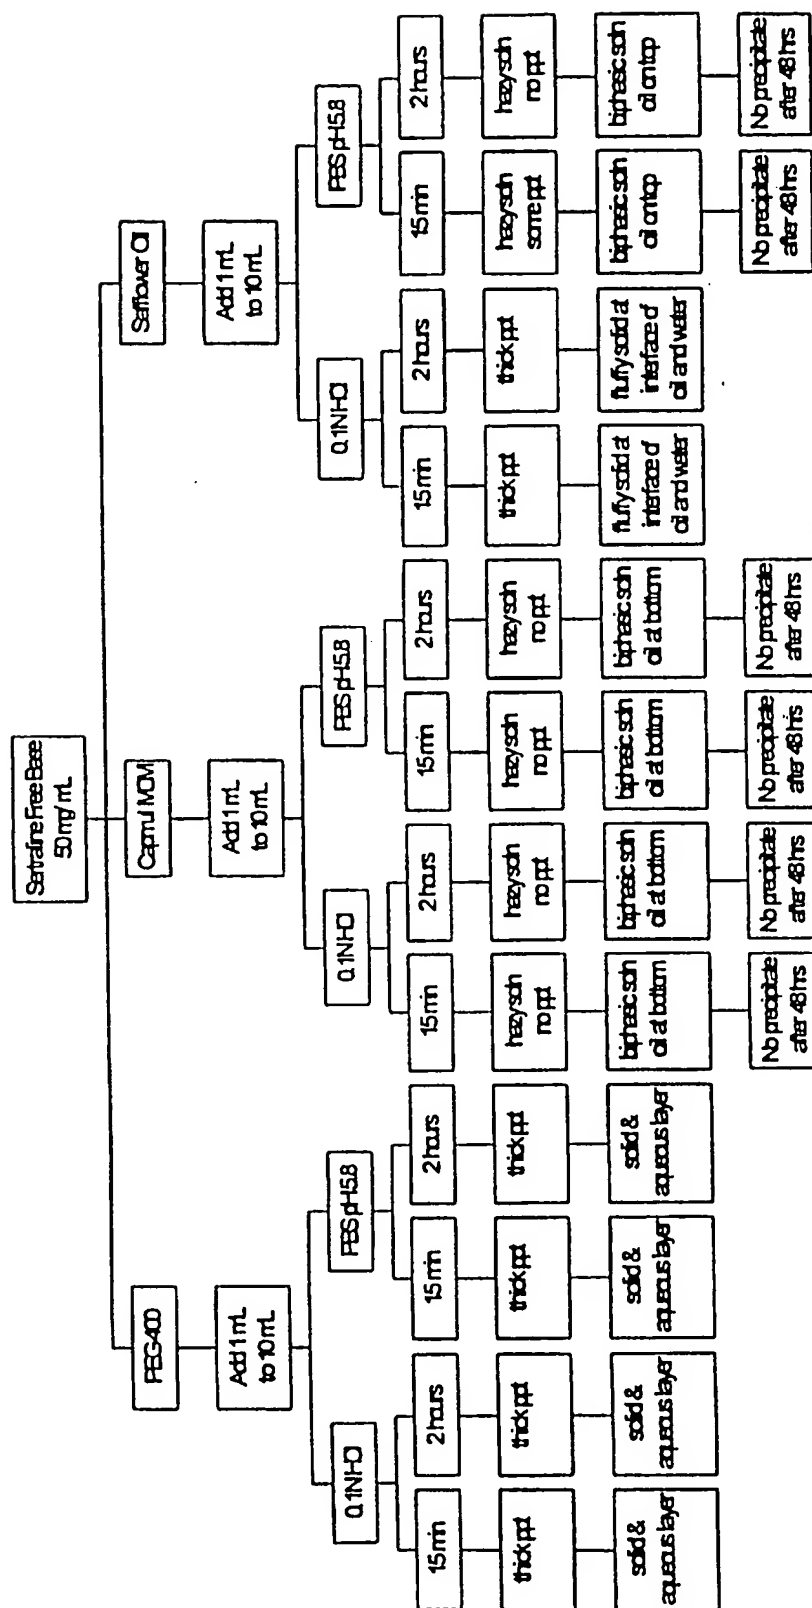 Sertraline Free Base
50 mg/mL
PEG400
Capmul MCM
Safflower Oil
Add 1 mL
to 10 mL
Add 1 mL
to 10 mL
Add 1 mL
to 10 mL
0.1N HCl
PBS pH 5.8
0.1N HCl
PBS pH 5.8
0.1N HCl
PBS pH 5.8
15 min
2 hours
15 min
2 hours
15 min
2 hours
15 min
2 hours
15 min
2 hours
15 min
2 hours
thick ppt
thick ppt
thick ppt
thick ppt
hazy soln
no ppt
hazy soln
no ppt
hazy soln
no ppt
hazy soln
no ppt
thick ppt
thick ppt
hazy soln
some ppt
hazy soln
no ppt
solid &
aqueous layer
solid &
aqueous layer
solid &
aqueous layer
solid &
aqueous layer
biphasic soln
oil at bottom
biphasic soln
oil at bottom
biphasic soln
oil at bottom
biphasic soln
oil at bottom
fluffy solid at
interface of
oil and water
fluffy solid at
interface of
oil and water
biphasic soln
oil on top
biphasic soln
oil on top
No precipitate
after 48 hrs
No precipitate
after 48 hrs
No precipitate
after 48 hrs
No precipitate
after 48 hrs
No precipitate
after 48 hrs
No precipitate
after 48 hrs